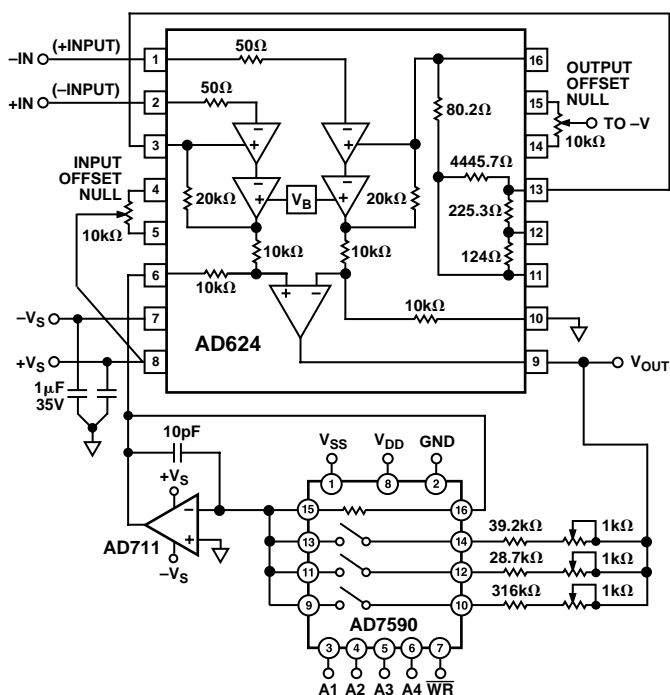 –IN (+INPUT)
+IN (–INPUT)
1
2
3
4
5
6
7
8
16
15
14
13
12
11
10
9
50Ω
50Ω
80.2Ω
4445.7Ω
225.3Ω
124Ω
20kΩ
20kΩ
VB
10kΩ
10kΩ
10kΩ
10kΩ
–
+
–
+
–
+
–
+
+
–
AD624
INPUT
OFFSET
NULL
10kΩ
OUTPUT
OFFSET
NULL
TO –V
10kΩ
–VS
+VS
1μF
35V
VOUT
10pF
+VS
–
+
AD711
–VS
VSS
VDD
GND
1
8
2
15
16
13
14
11
12
9
10
39.2kΩ
1kΩ
28.7kΩ
1kΩ
316kΩ
1kΩ
AD7590
3
4
5
6
7
A1
A2
A3
A4
WR